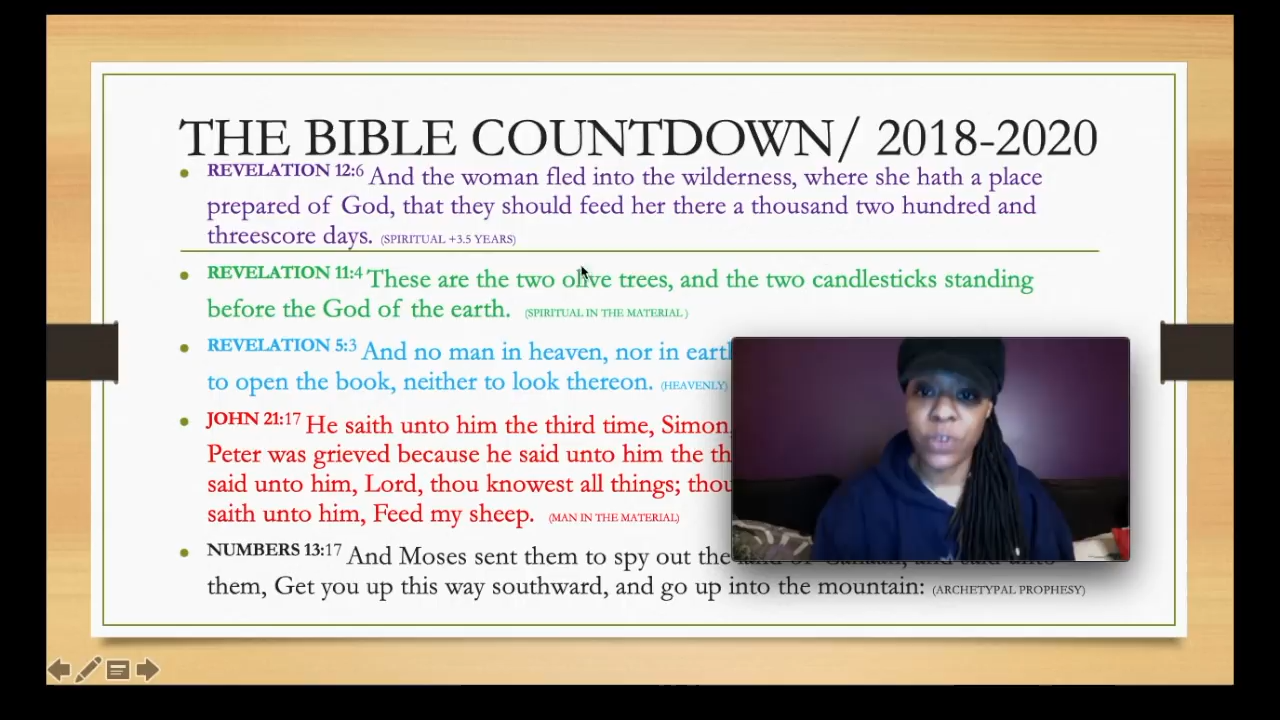 THE BIBLE COUNTDOWN/ 2018-2020
REVELATION 12:6 And the woman fled into the wilderness, where she hath a place
prepared of God, that they should feed her there a thousand two hundred and
threescore days. (SPIRITUAL +3.5 YEARS)
REVELATION 11:4 These are the two olive trees, and the two candlesticks standing
before the God of the earth. (SPIRITUAL IN THE MATERIAL )
REVELATION 5:3 And no man in heaven, nor in eart
to open the book, neither to look thereon. (HEAVENLY)
JOHN 21:17 He saith unto him the third time, Simon,
Peter was grieved because he said unto him the th
said unto him, Lord, thou knowest all things; thou
saith unto him, Feed my sheep. (MAN IN THE MATERIAL)
NUMBERS 13:17 And Moses sent them to spy out the
them, Get you up this way southward, and go up into the mountain: (ARCHETYPAL PROPHESY)